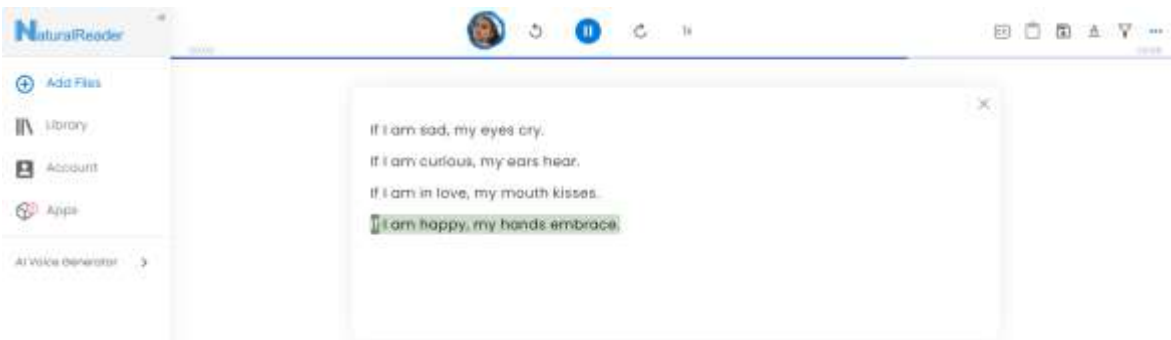 NaturalReader
1x
Add Files
Library
Account
Apps
AI Voice Generator
If I am sad, my eyes cry.
If I am curious, my ears hear.
If I am in love, my mouth kisses.
If I am happy, my hands embrace.